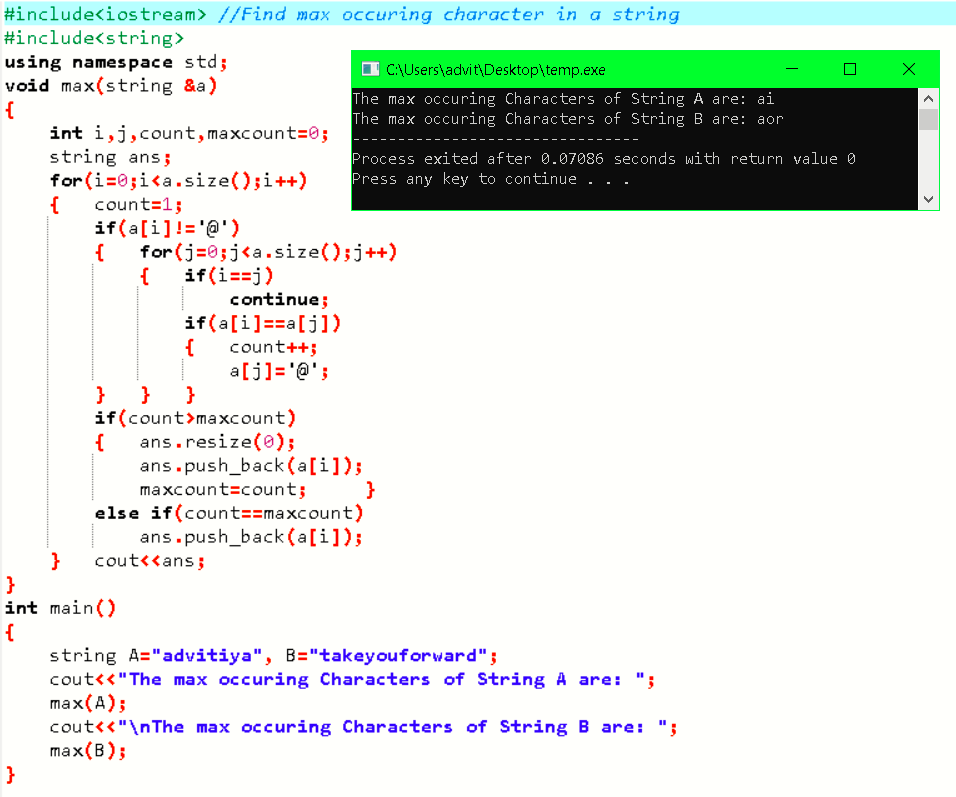 #include<iostream> //Find max occuring character in a string
#include<string>
using namespace std;
void max(string &a)
{
    int i,j,count,maxcount=0;
    string ans;
    for(i=0;i<a.size();i++)
    {   count=1;
        if(a[i]!='@')
        {   for(j=0;j<a.size();j++)
            {   if(i==j)
                    continue;
                if(a[i]==a[j])
                {   count++;
                    a[j]='@';
        }   }   }
        if(count>maxcount)
        {   ans.resize(0);
            ans.push_back(a[i]);
            maxcount=count;     }
        else if(count==maxcount)
            ans.push_back(a[i]);
    }   cout<<ans;
}
int main()
{
    string A="advitiya", B="takeyouforward";
    cout<<"The max occuring Characters of String A are: ";
    max(A);
    cout<<"\nThe max occuring Characters of String B are: ";
    max(B);
}
C:\Users\advit\Desktop\temp.exe
The max occuring Characters of String A are: ai
The max occuring Characters of String B are: aor
--------------------------------
Process exited after 0.07086 seconds with return value 0
Press any key to continue . . .